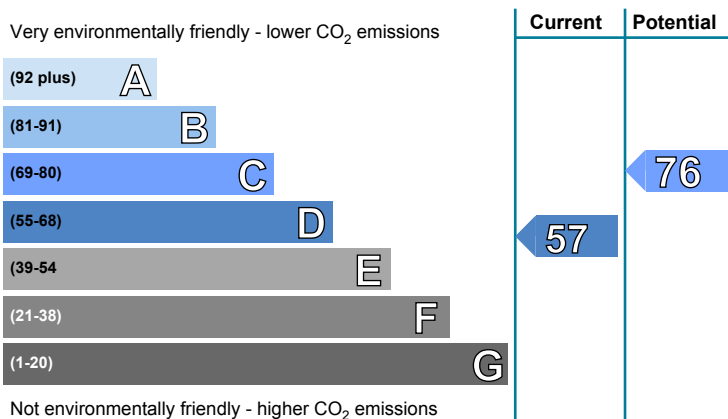 Current Potential
Very environmentally friendly - lower CO2 emissions
(92 plus) A
(81-91) B
(69-80) C
76
(55-68) D
57
(39-54 E
(21-38) F
(1-20) G
Not environmentally friendly - higher CO2 emissions